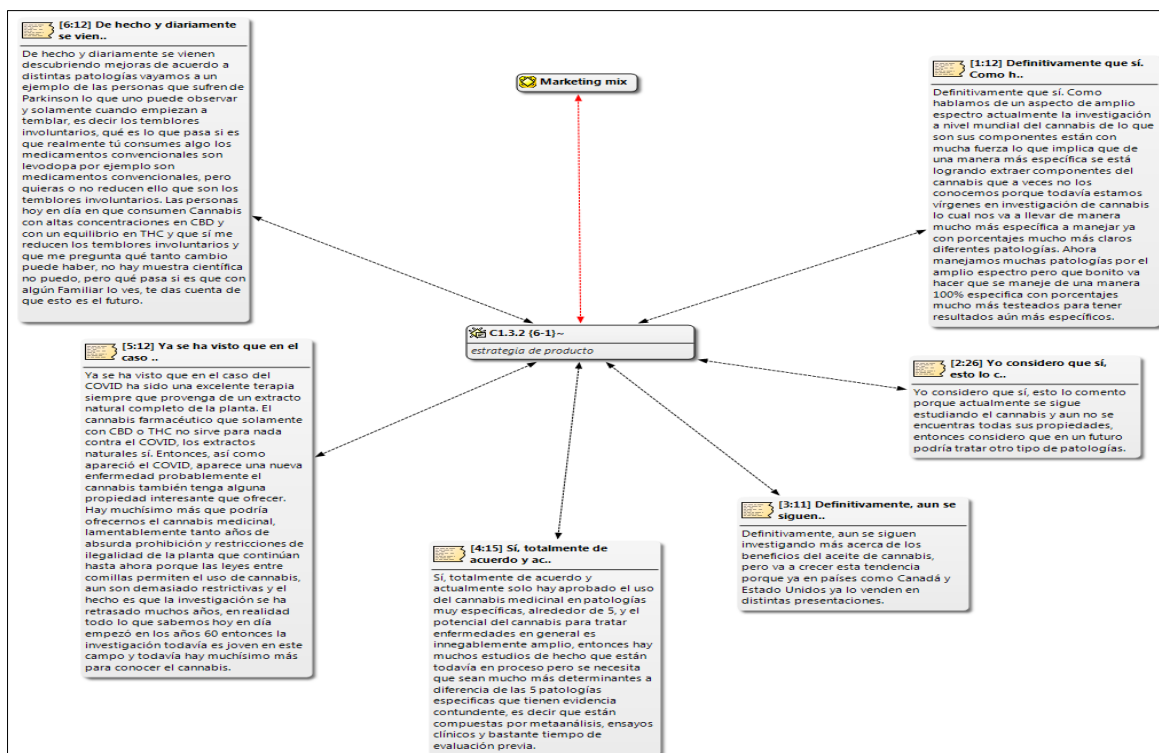 [6:12] De hecho y diariamente
se vien..
De hecho y diariamente se vienen
descubriendo mejoras de acuerdo a
distintas patologías vayamos a un
ejemplo de las personas que sufren de
Parkinson lo que uno puede observar
y solamente cuando empiezan a
temblar, es decir los temblores
involuntarios, qué es lo que pasa si es
que realmente tú consumes algo los
medicamentos convencionales son
levodopa por ejemplo son
medicamentos convencionales, pero
quieras o no reducen ello que son los
temblores involuntarios. Las personas
hoy en día en que consumen Cannabis
con altas concentraciones en CBD y
con un equilibrio en THC y que sí me
reducen los temblores involuntarios y
que me pregunta qué tanto cambio
puede haber, no hay muestra científica
no puedo, pero qué pasa si es que con
algún Familiar lo ves, te das cuenta de
que esto es el futuro.
Marketing mix
[1:12] Definitivamente que sí.
Como h..
Definitivamente que sí. Como
hablamos de un aspecto de amplio
espectro actualmente la investigación
a nivel mundial del cannabis de lo que
son sus componentes están con
mucha fuerza lo que implica que de
una manera más específica se está
logrando extraer componentes del
cannabis que a veces no los
conocemos porque todavía estamos
vírgenes en investigación de cannabis
lo cual nos va a llevar de manera
mucho más específica a manejar ya
con porcentajes mucho más claros
diferentes patologías. Ahora
manejamos muchas patologías por el
amplio espectro pero que bonito va
hacer que se maneje de una manera
100% especifica con porcentajes
mucho más testeados para tener
resultados aún más específicos.
C1.3.2 {6-1}~
estrategia de producto
[5:12] Ya se ha visto que en el
caso ..
Ya se ha visto que en el caso del
COVID ha sido una excelente terapia
siempre que provenga de un extracto
natural completo de la planta. El
cannabis farmacéutico que solamente
con CBD o THC no sirve para nada
contra el COVID, los extractos
naturales sí. Entonces, así como
apareció el COVID, aparece una nueva
enfermedad probablemente el
cannabis también tenga alguna
propiedad interesante que ofrecer.
Hay muchísimo más que podría
ofrecernos el cannabis medicinal,
lamentablemente tanto años de
absurda prohibición y restricciones de
ilegalidad de la planta que continúan
hasta ahora porque las leyes entre
comillas permiten el uso de cannabis,
aun son demasiado restrictivas y el
hecho es que la investigación se ha
retrasado muchos años, en realidad
todo lo que sabemos hoy en día
empezó en los años 60 entonces la
investigación todavía es joven en este
campo y todavía hay muchísimo más
para conocer el cannabis.
[2:26] Yo considero que sí,
esto lo c..
Yo considero que sí, esto lo comento
porque actualmente se sigue
estudiando el cannabis y aun no se
encuentras todas sus propiedades,
entonces considero que en un futuro
podría tratar otro tipo de patologías.
[3:11] Definitivamente, aun se
siguen..
Definitivamente, aun se siguen
investigando más acerca de los
beneficios del aceite de cannabis,
pero va a crecer esta tendencia
porque ya en países como Canadá y
Estado Unidos ya lo venden en
distintas presentaciones.
[4:15] Sí, totalmente de
acuerdo y ac..
Sí, totalmente de acuerdo y
actualmente solo hay aprobado el uso
del cannabis medicinal en patologías
muy específicas, alrededor de 5, y el
potencial del cannabis para tratar
enfermedades en general es
innegablemente amplio, entonces hay
muchos estudios de hecho que están
todavía en proceso pero se necesita
que sean mucho más determinantes a
diferencia de las 5 patologías
especificas que tienen evidencia
contundente, es decir que están
compuestas por metaanálisis, ensayos
clínicos y bastante tiempo de
evaluación previa.